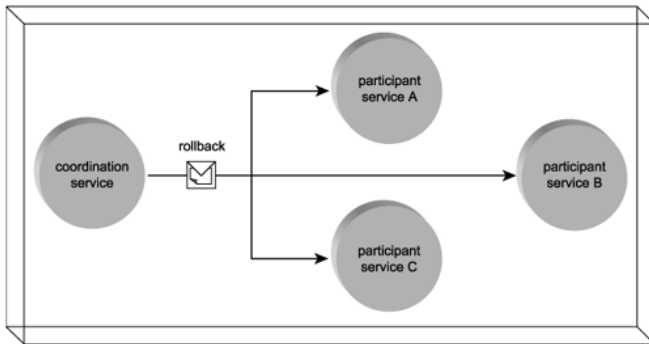 participant
service A
rollback
coordination
service
participant
service B
participant
service C